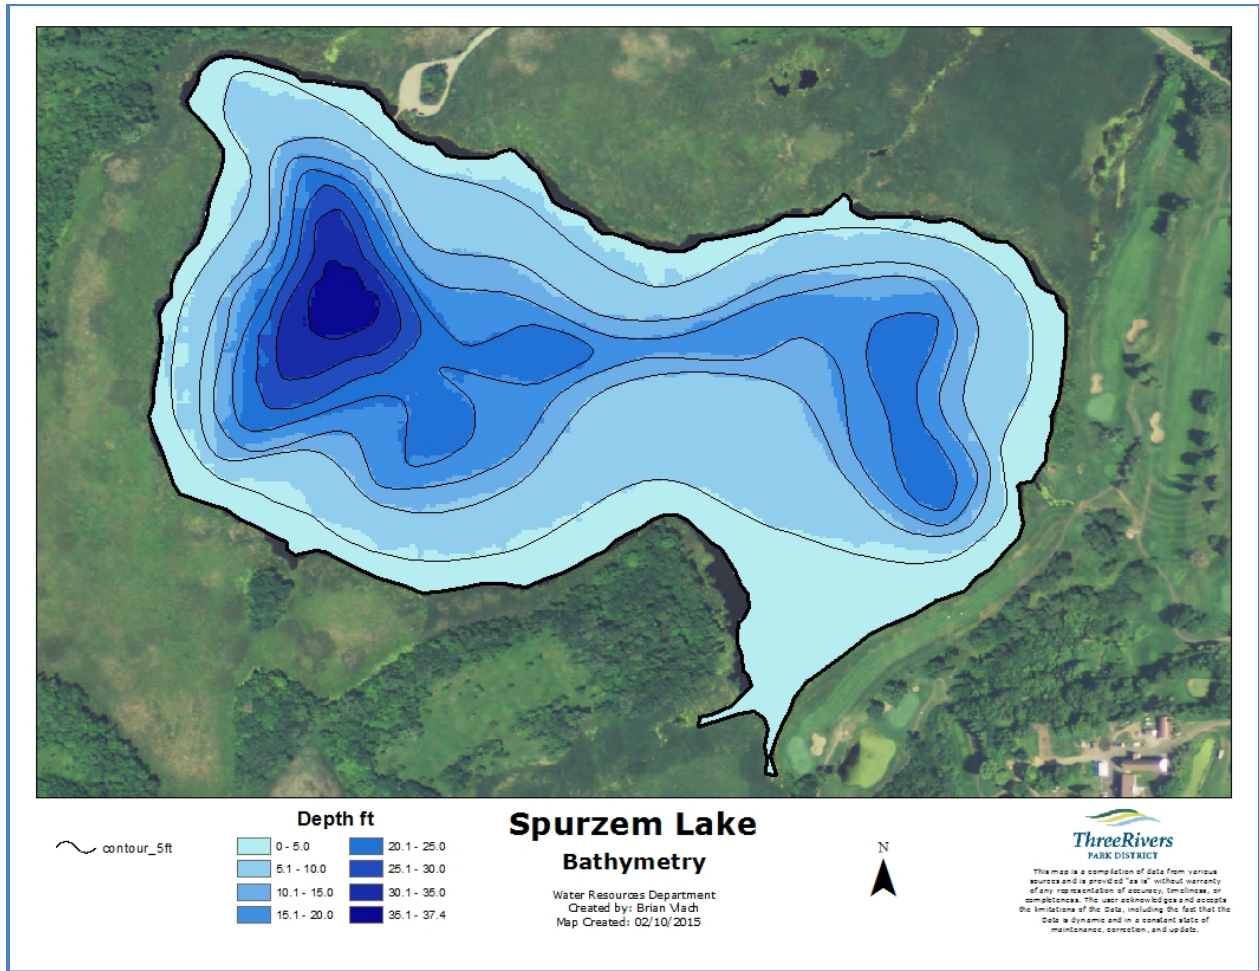 contour_5ft
Depth ft
0 - 5.0
5.1 - 10.0
10.1 - 15.0
15.1 - 20.0
20.1 - 25.0
25.1 - 30.0
30.1 - 35.0
35.1 - 37.4
Spurzem Lake
Bathymetry
Water Resources Department
Created by: Brian Vlach
Map Created: 02/10/2015
N
ThreeRivers
PARK DISTRICT
This map is a compilation of data from various
sources and is provided "as is" without warranty
of any representation of accuracy, timeliness, or
completeness. The user acknowledges and accepts
the limitations of the Data, including the fact that the
Data is dynamic and in a constant state of
maintenance, correction, and update.